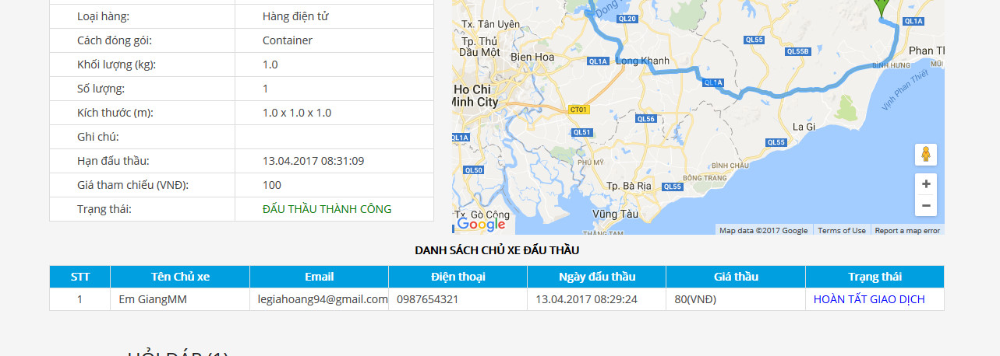 Loại hàng: Hàng điện tử
Cách đóng gói: Container
Khối lượng (kg): 1.0
Số lượng: 1
Kích thước (m): 1.0 x 1.0 x 1.0
Ghi chú:
Hạn đấu thầu: 13.04.2017 08:31:09
Giá tham chiếu (VNĐ): 100
Trạng thái: ĐẤU THẦU THÀNH CÔNG
Dong
QL20
QL1A
Tx. Tân Uyên
Tp. Thủ
Dầu Một
QL55
QL55B
Phan Th
Bien Hoa
QL1A
Long Khanh
BÌNH HƯNG
MŨI
QL1A
Vịnh Phan Thiết
Ho Chi
Minh City
CT01
QL56
La Gi
QL1A
QL51
QL55
PHÚ MỸ
QL50
BÌNH CHÂU
BÔNG TRANG
Tp. Bà Rịa
QL55
Tx. Gò Công
Vũng Tàu
THẮNG TAM
Google
Map data ©2017 Google Terms of Use Report a map error
DANH SÁCH CHỦ XE ĐẤU THẦU
STT Tên Chủ xe Email Điện thoại Ngày đấu thầu Giá thầu Trạng thái
1 Em GiangMM legiahoang94@gmail.com 0987654321 13.04.2017 08:29:24 80(VNĐ) HOÀN TẤT GIAO DỊCH
HỎI ĐÁP (1)